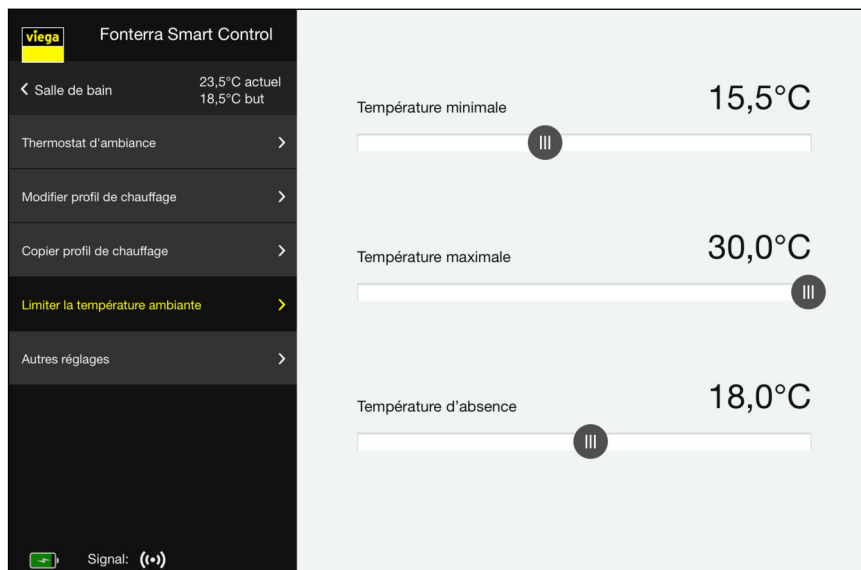 viega
Fonterra Smart Control
Salle de bain
23,5°C actuel
18,5°C but
Thermostat d'ambiance
Modifier profil de chauffage
Copier profil de chauffage
Limiter la température ambiante
Autres réglages
Signal:
Température minimale
15,5°C
Température maximale
30,0°C
Température d’absence
18,0°C